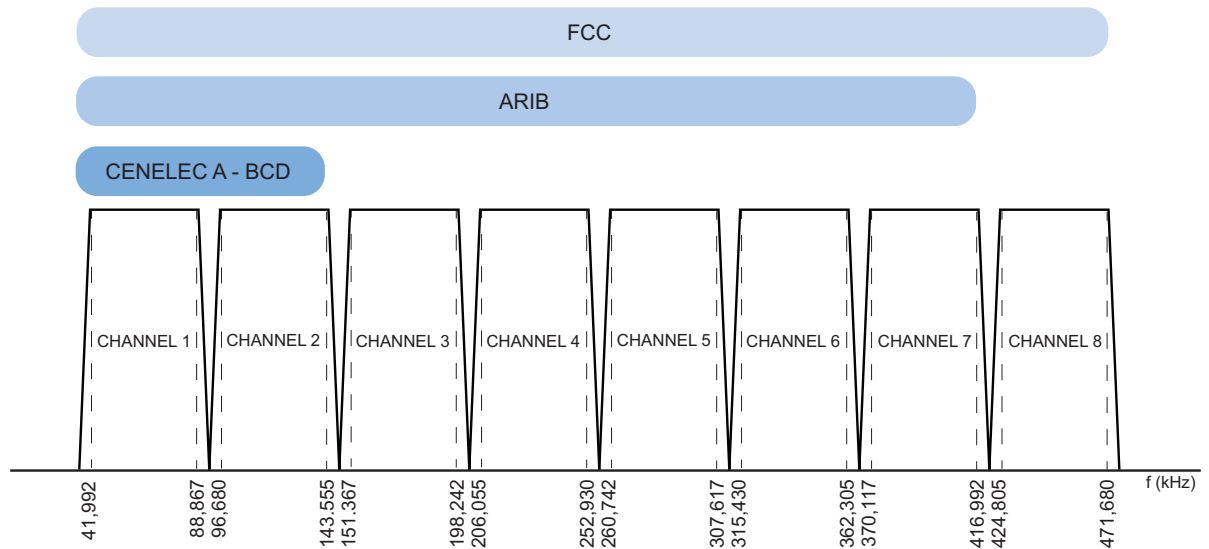 FCC
ARIB
CENELEC A - BCD
CHANNEL 1
CHANNEL 2
CHANNEL 3
CHANNEL 4
CHANNEL 5
CHANNEL 6
CHANNEL 7
CHANNEL 8
f (kHz)
41,992
88,867
96,680
143.555
151.367
198,242
206,055
252,930
260,742
307,617
315,430
362,305
370,117
416,992
424,805
471,680